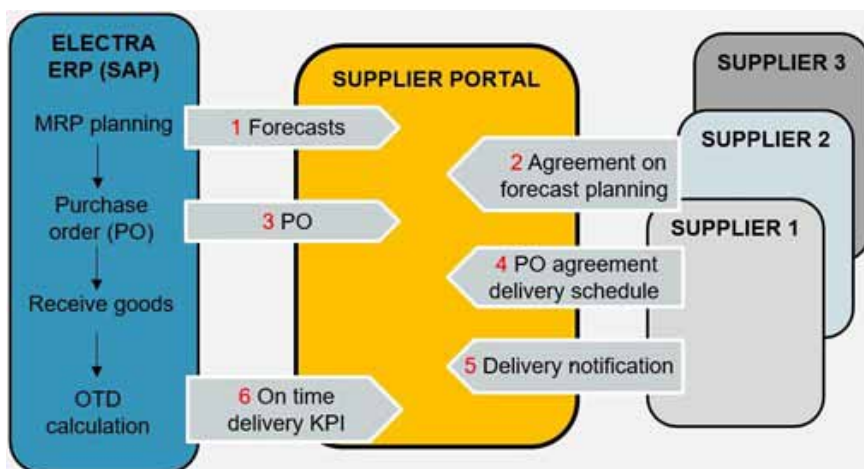 ELECTRA
ERP (SAP)
MRP planning
Purchase
order (PO)
Receive goods
OTD
calculation
SUPPLIER PORTAL
1 Forecasts
2 Agreement on
forecast planning
3 PO
4 PO agreement
delivery schedule
5 Delivery notification
6 On time
delivery KPI
SUPPLIER 3
SUPPLIER 2
SUPPLIER 1